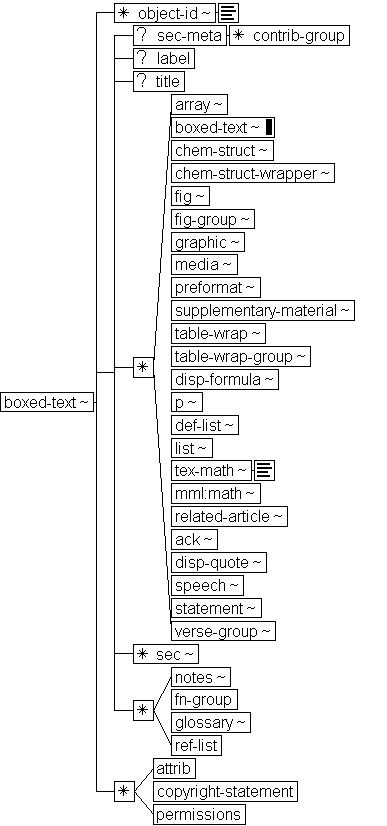 * object-id ~
? sec-meta * contrib-group
? label
? title
array ~
boxed-text ~
chem-struct ~
chem-struct-wrapper ~
fig ~
fig-group ~
graphic ~
media ~
preformat ~
supplementary-material ~
table-wrap ~
* table-wrap-group ~
disp-formula ~
boxed-text ~ p ~
def-list ~
list ~
tex-math ~
mml:math ~
related-article ~
ack ~
disp-quote ~
speech ~
statement ~
verse-group ~
* sec ~
notes ~
* fn-group
glossary ~
ref-list
attrib
* copyright-statement
permissions